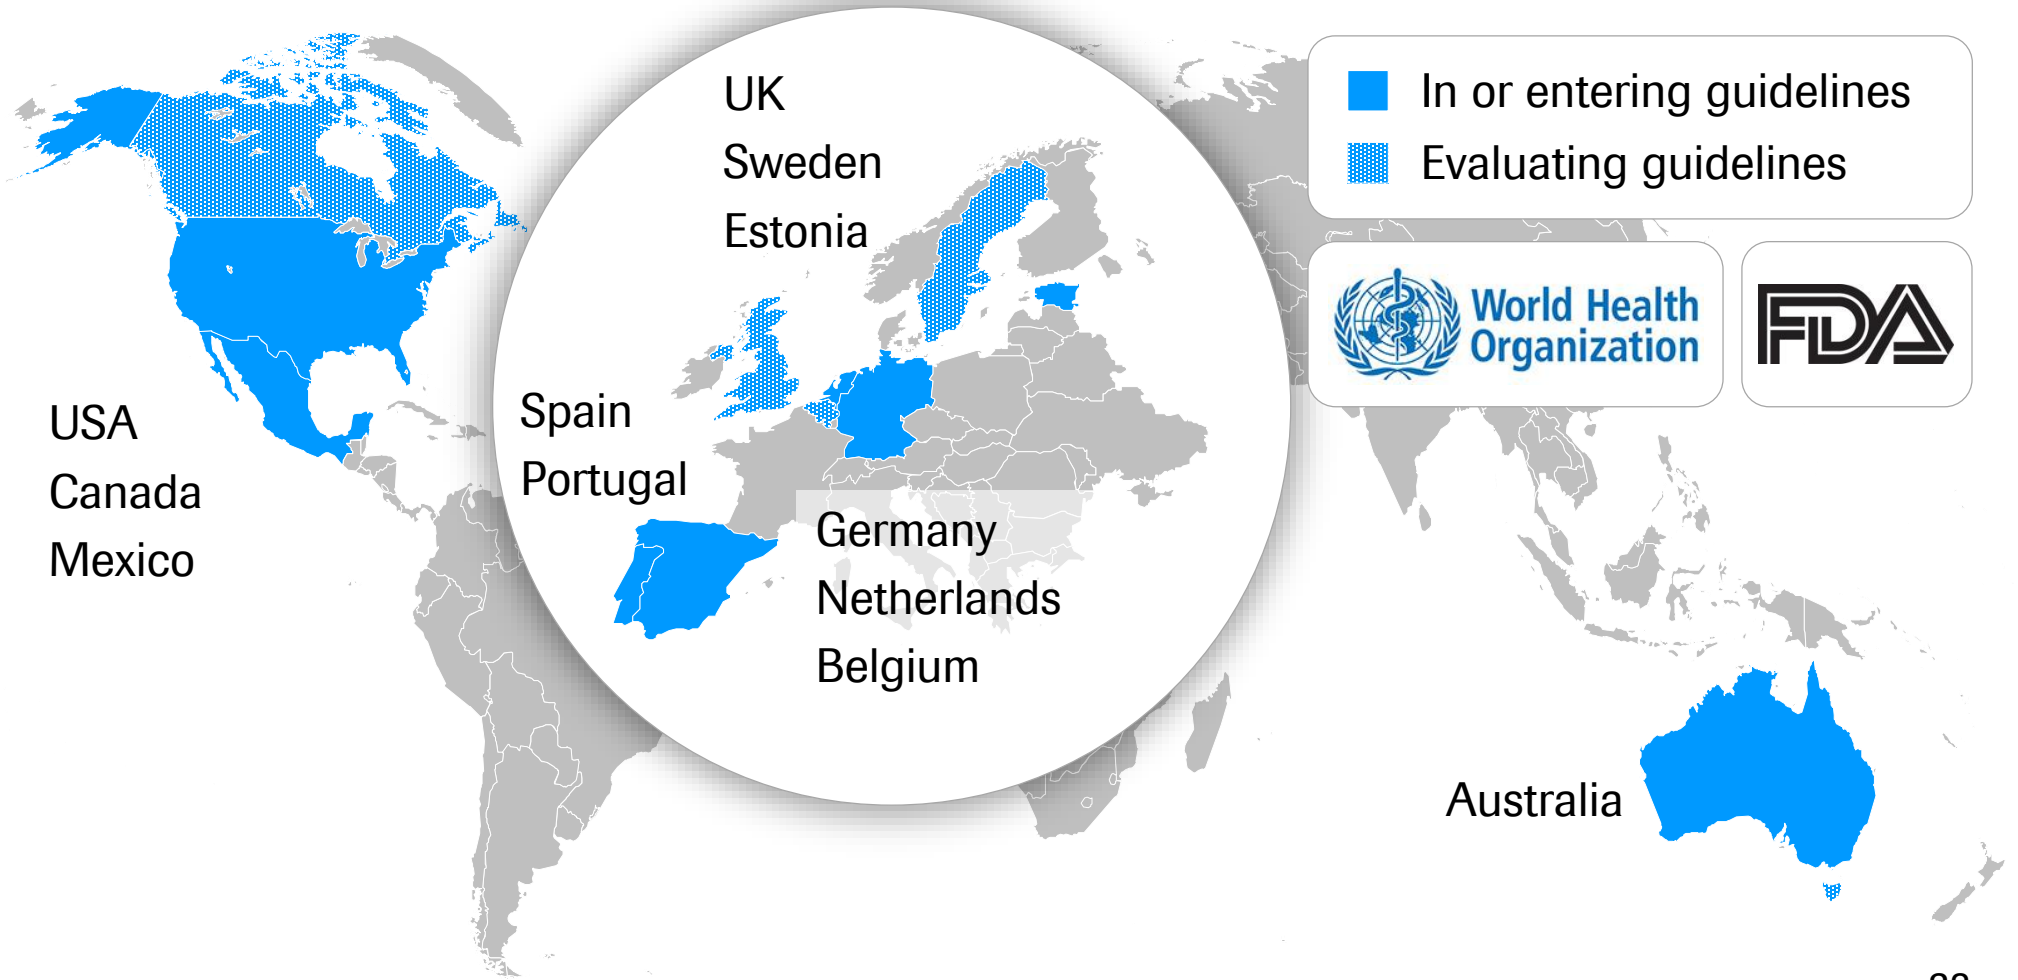 UK
Sweden
Estonia
In or entering guidelines
Evaluating guidelines
World Health
Organization
FDA
USA
Canada
Mexico
Spain
Portugal
Germany
Netherlands
Belgium
Australia